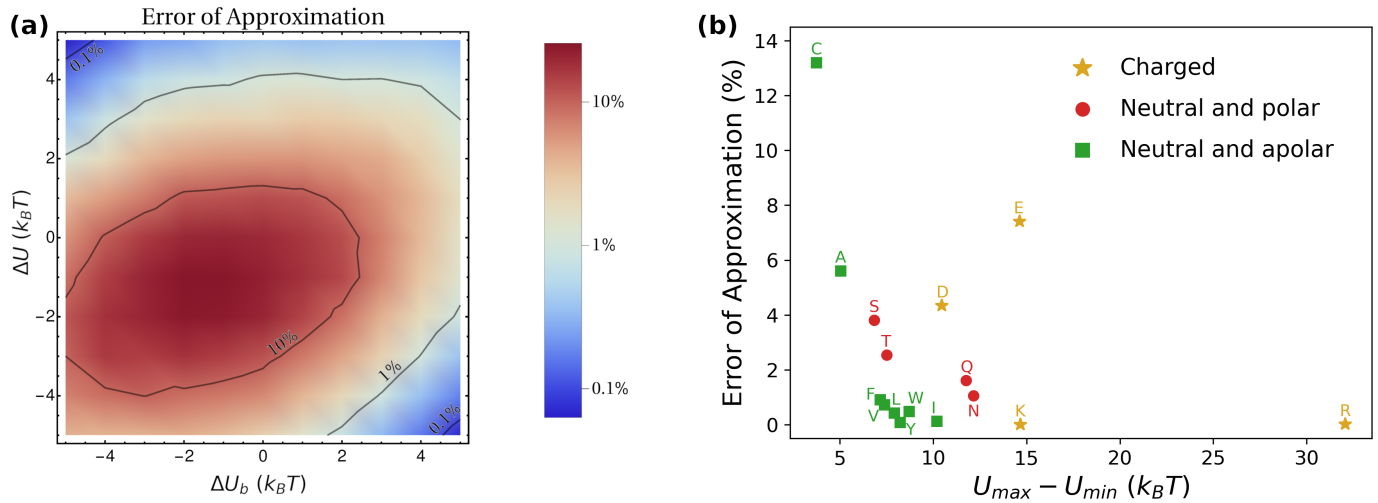 (a)
Error of Approximation
0.1%
10%
1%
0.1%
4
2
0
−2
−4
ΔU (k_BT)
−4
−2
0
2
4
ΔU_b (k_BT)
10%
1%
0.1%
(b)
14
12
10
8
6
4
2
0
Error of Approximation (%)
5
10
15
20
25
30
U_max − U_min (k_BT)
Charged
Neutral and polar
Neutral and apolar
C
A
S
T
F
V
L
Y
W
I
D
Q
N
E
K
R